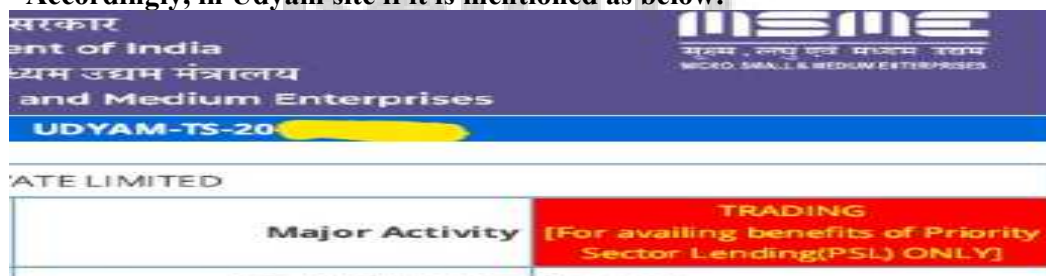 Accordingly, in Udyam site if it is mentioned as below:
सरकार
ent of India
ध्यम उद्यम मंत्रालय
and Medium Enterprises
msme
सूक्ष्म, लघु एवं मध्यम उद्यम
MICRO, SMALL & MEDIUM ENTERPRISES
UDYAM-TS-20
ATE LIMITED
Major Activity
TRADING
[For availing benefits of Priority
Sector Lending(PSL) ONLY]